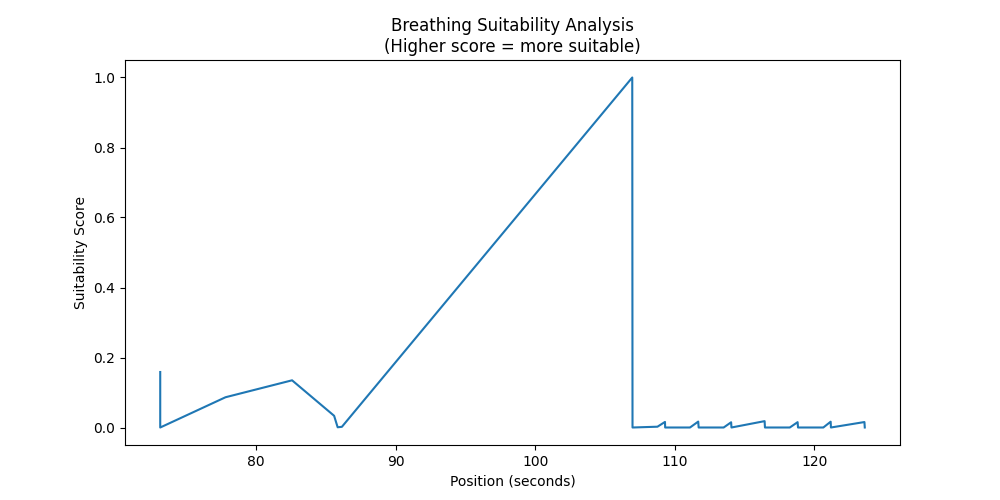 Breathing Suitability Analysis
(Higher score = more suitable)
1.0
0.8
0.6
0.4
0.2
0.0
Suitability Score
80 90 100 110 120
Position (seconds)